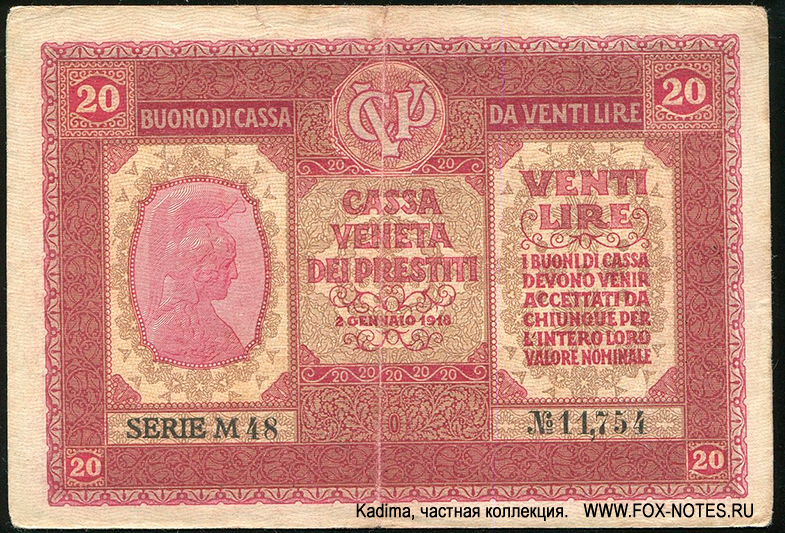 20
BUONO DI CASSA
CVP
DA VENTI LIRE
20
20 20
CASSA
VENETA
DEI PRESTITI
2 GENNAIO 1918
VENTI
LIRE
I BUONI DI CASSA
DEVONO VENIR
ACCETTATI DA
CHIUNQUE PER
L'INTERO LORO
VALORE NOMINALE
20 20 20 20 20
SERIE M 48
0
№ 11,754
20
20
Kadima, частная коллекция. WWW.FOX-NOTES.RU